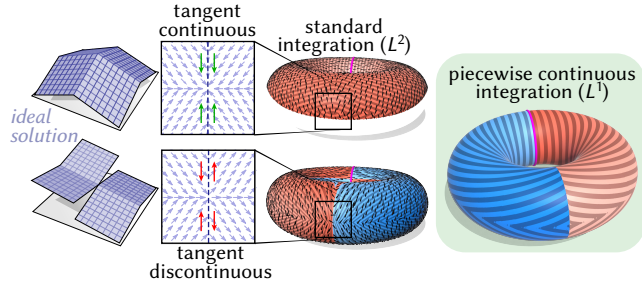 tangent
continuous
standard
integration (L²)
piecewise continuous
integration (L¹)
ideal
solution
tangent
discontinuous